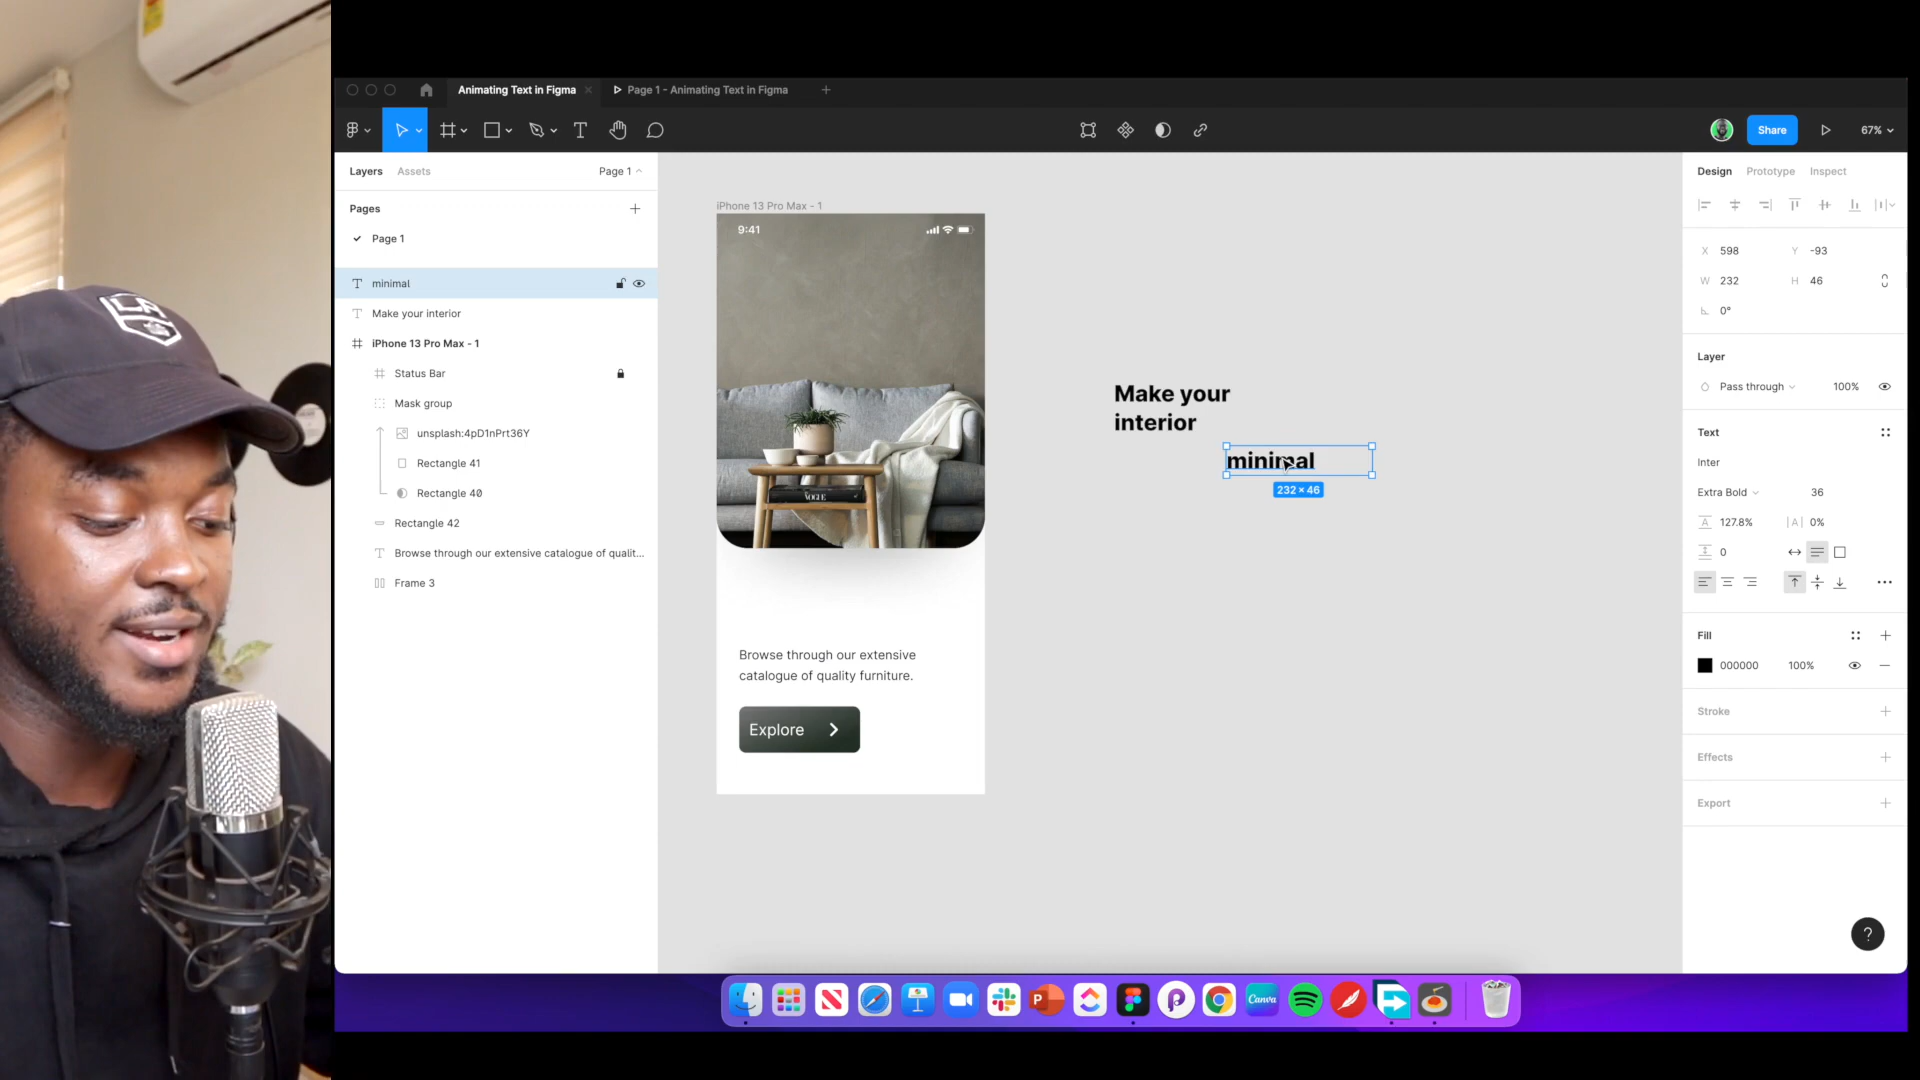 Animating Text in Figma
Page 1 - Animating Text in Figma
Share
67%
Layers
Assets
Page 1
Pages
Page 1
minimal
Make your interior
iPhone 13 Pro Max - 1
Status Bar
Mask group
unsplash:4pD1nPrt36Y
Rectangle 41
Rectangle 40
Rectangle 42
Browse through our extensive catalogue of qualit...
Frame 3
iPhone 13 Pro Max - 1
9:41
VOGUE
Browse through our extensive
catalogue of quality furniture.
Explore
Make your
interior
minimal
232 × 46
Design
Prototype
Inspect
X 598
Y -93
W 232
H 46
0°
Layer
Pass through
100%
Text
Inter
Extra Bold
36
127.8%
0%
0
Fill
000000
100%
Stroke
Effects
Export
?
Canva
LA